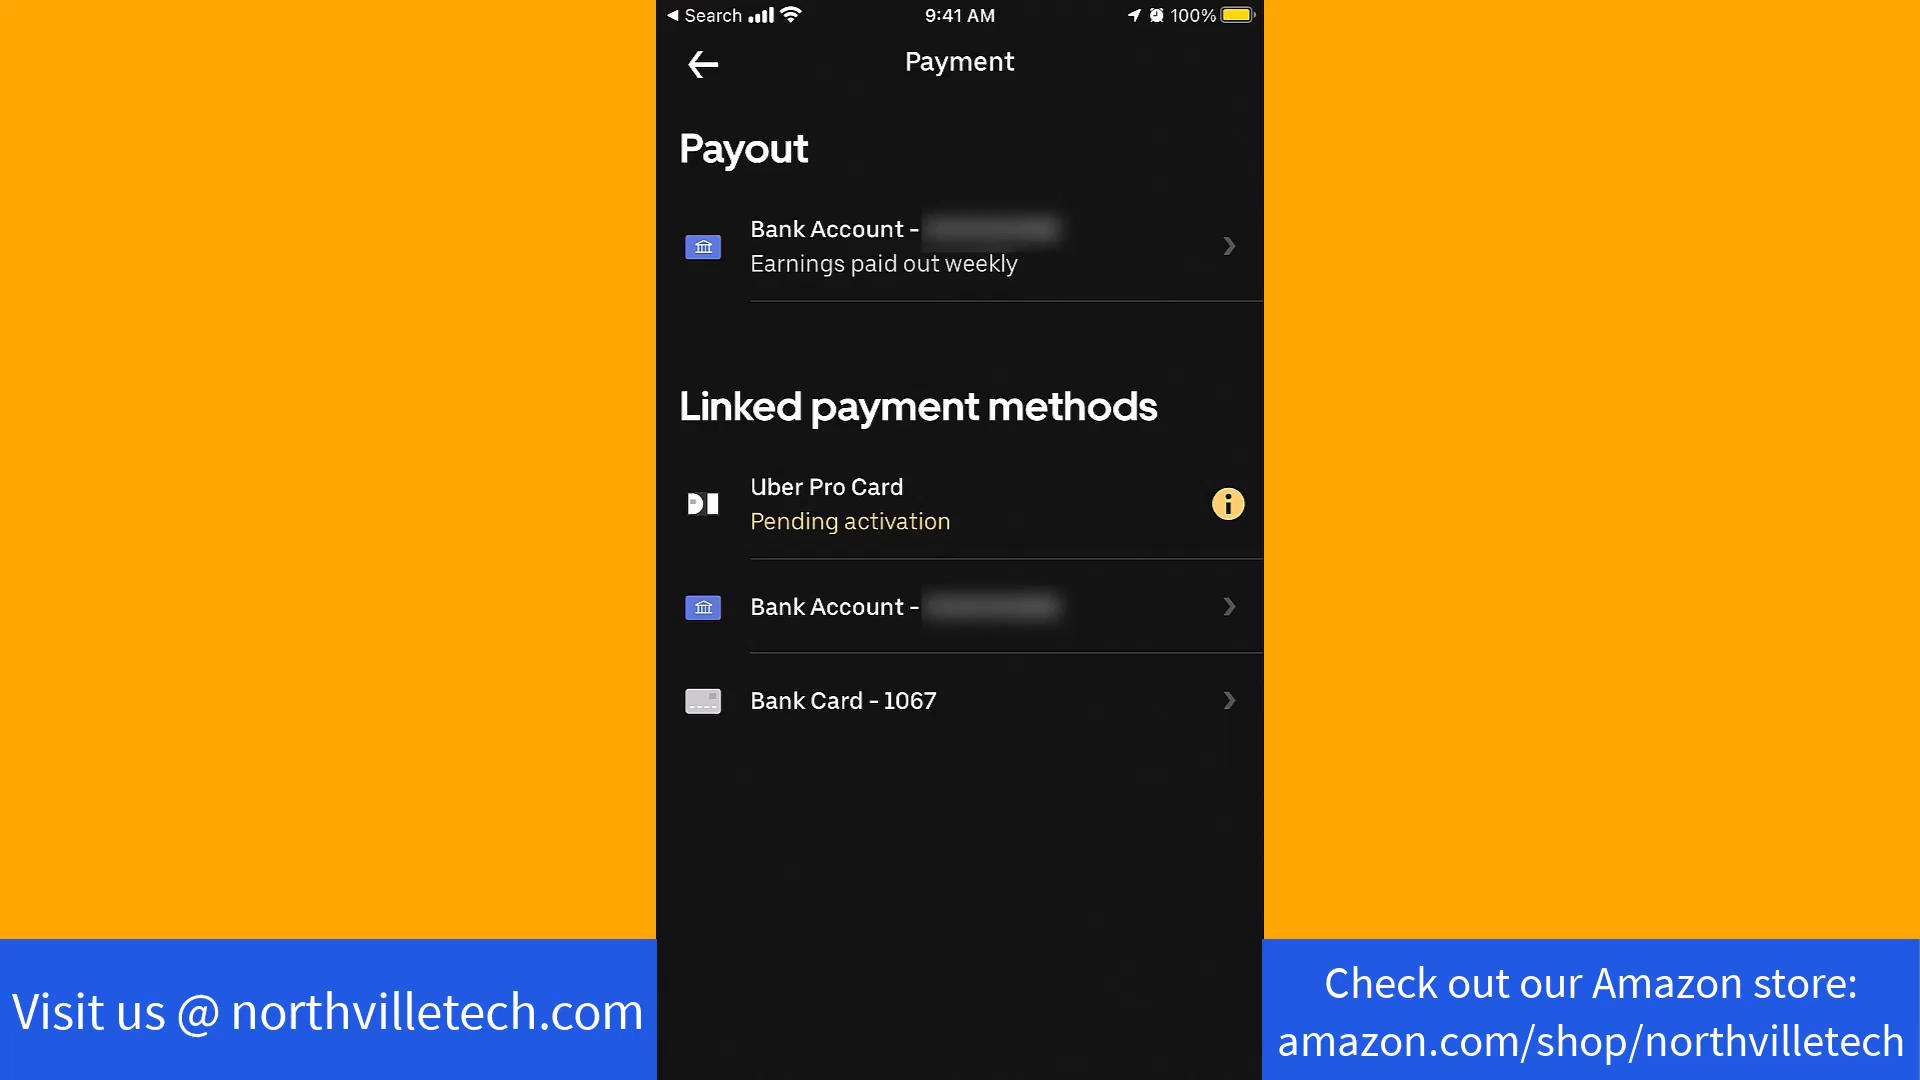 Search
9:41 AM
100%
Payment
Payout
Bank Account -
Earnings paid out weekly
Linked payment methods
Uber Pro Card
Pending activation
Bank Account -
Bank Card - 1067
Visit us @ northvilletech.com
Check out our Amazon store:
amazon.com/shop/northvilletech